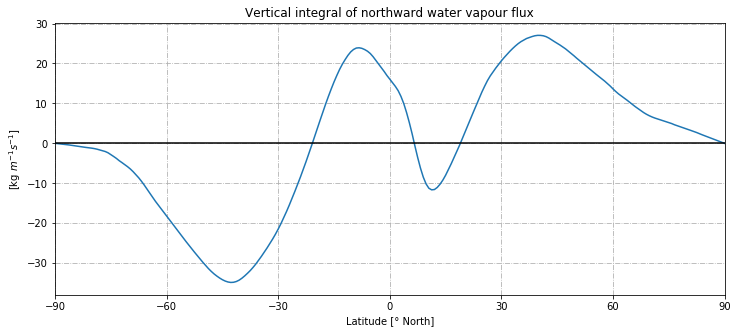 Vertical integral of northward water vapour flux
[kg m⁻¹s⁻¹]
30
20
10
0
−10
−20
−30
−90 −60 −30 0 30 60 90
Latitude [° North]